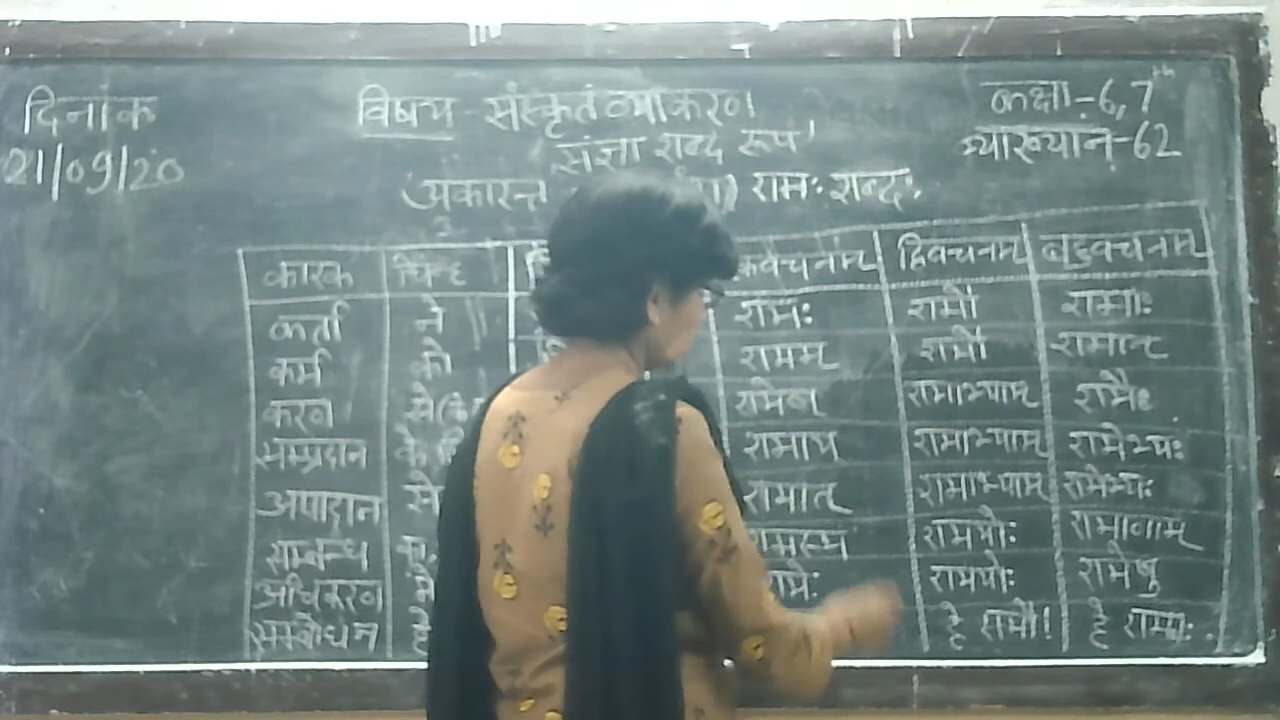 दिनांक विषय - संस्कृत व्याकरण कक्षा - 6, 7th
21/09/20 'संज्ञा शब्द रूप' व्याख्यान - 62
अकारान्त रामः शब्दः
कारक चिन्ह द्विवचनम् बहुवचनम्
कर्ता ने रामः रामौ रामाः
कर्म को रामम् रामौ रामान्
करण से रामेण रामाभ्याम् रामैः
सम्प्रदान के रामाय रामाभ्याम् रामेभ्यः
अपादान से रामात् रामाभ्याम् रामेभ्यः
सम्बन्ध रामस्य रामयोः रामाणाम्
अधिकरण में रामयोः रामेषु
सम्बोधन हे हे रामौ! हे रामाः